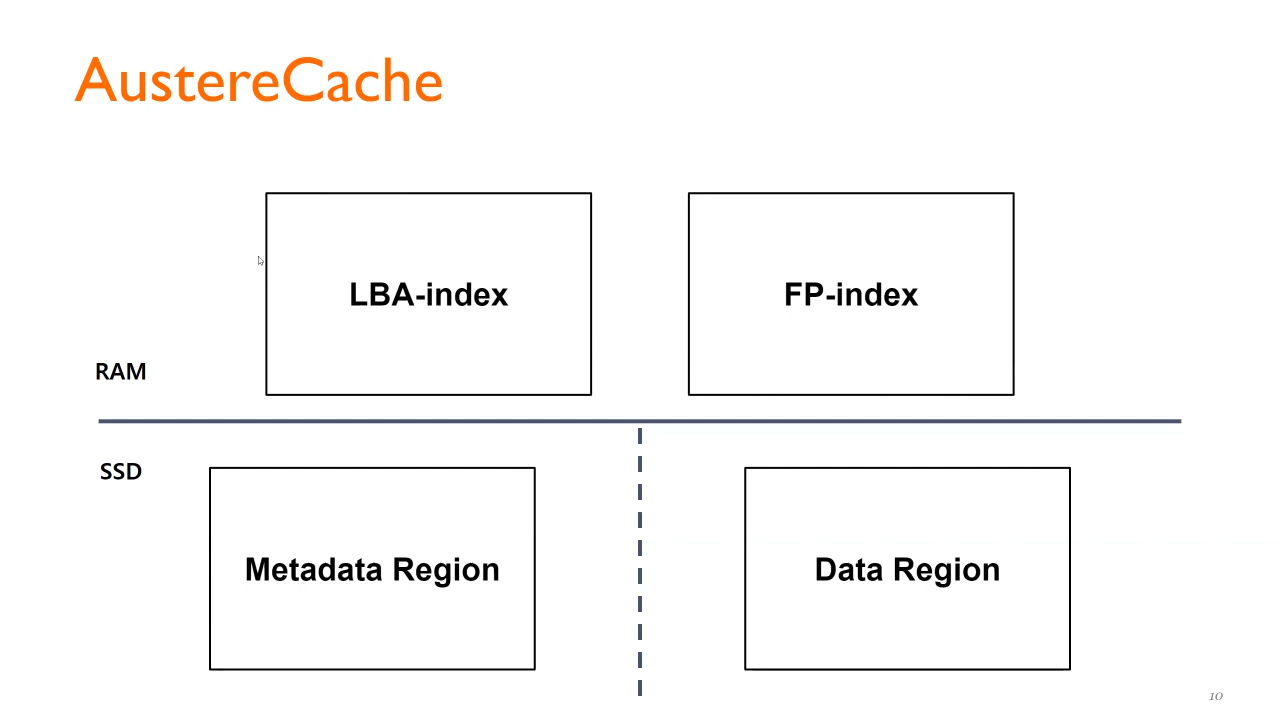 AustereCache
LBA-index
FP-index
RAM
SSD
Metadata Region
Data Region
10